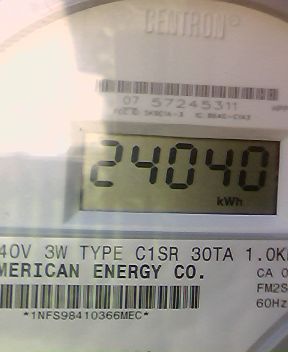 CENTRON®
07 57245311
24040
kWh
40V 3W TYPE C1SR 30TA 1.0K
MERICAN ENERGY CO.
CA 0
FM2S
60Hz
*1NFS98410366MEC*